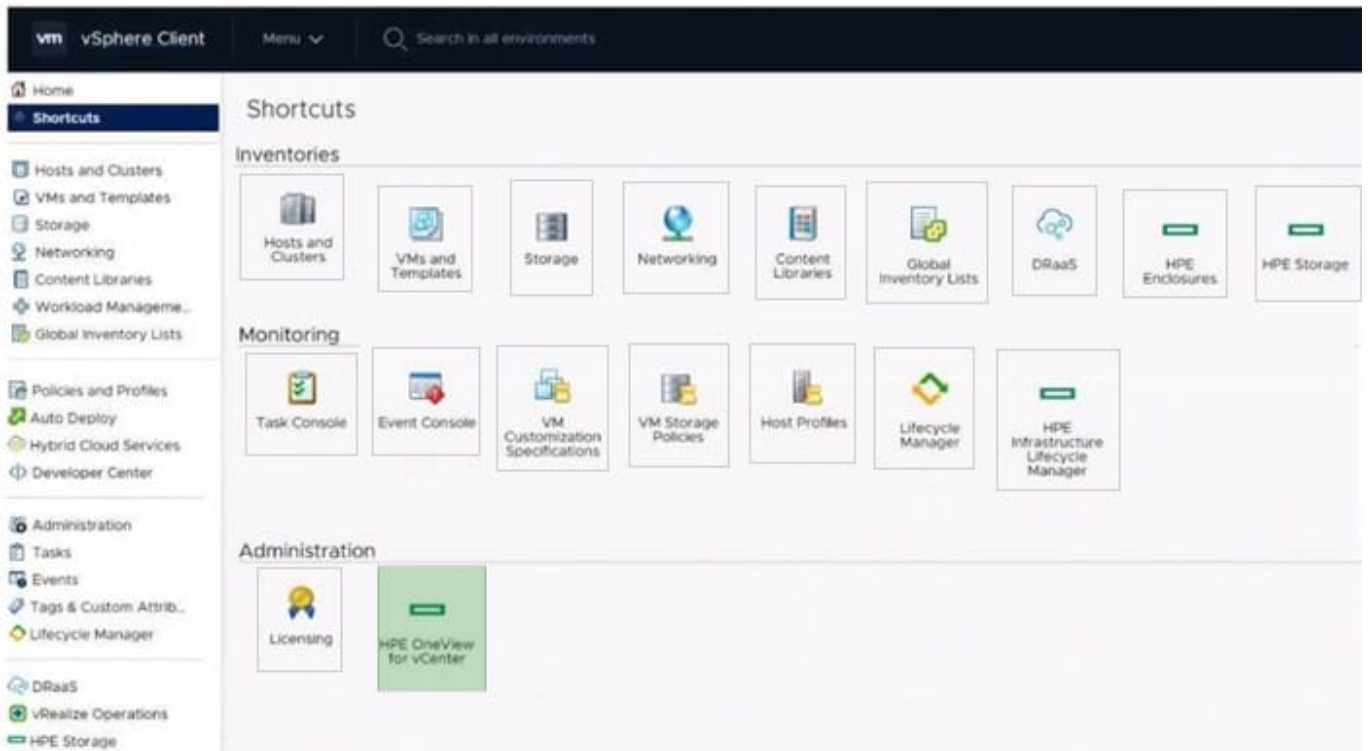 vm vSphere Client Menu Search in all environments
Home
Shortcuts
Hosts and Clusters
VMs and Templates
Storage
Networking
Content Libraries
Workload Manageme...
Global Inventory Lists
Policies and Profiles
Auto Deploy
Hybrid Cloud Services
Developer Center
Administration
Tasks
Events
Tags & Custom Attrib...
Lifecycle Manager
DRaaS
vRealize Operations
HPE Storage
Shortcuts
Inventories
Hosts and
Clusters
VMs and
Templates
Storage
Networking
Content
Libraries
Global
Inventory Lists
DRaaS
HPE
Enclosures
HPE Storage
Monitoring
Task Console
Event Console
VM
Customization
Specifications
VM Storage
Policies
Host Profiles
Lifecycle
Manager
HPE
Infrastructure
Lifecycle
Manager
Administration
Licensing
HPE OneView
for vCenter